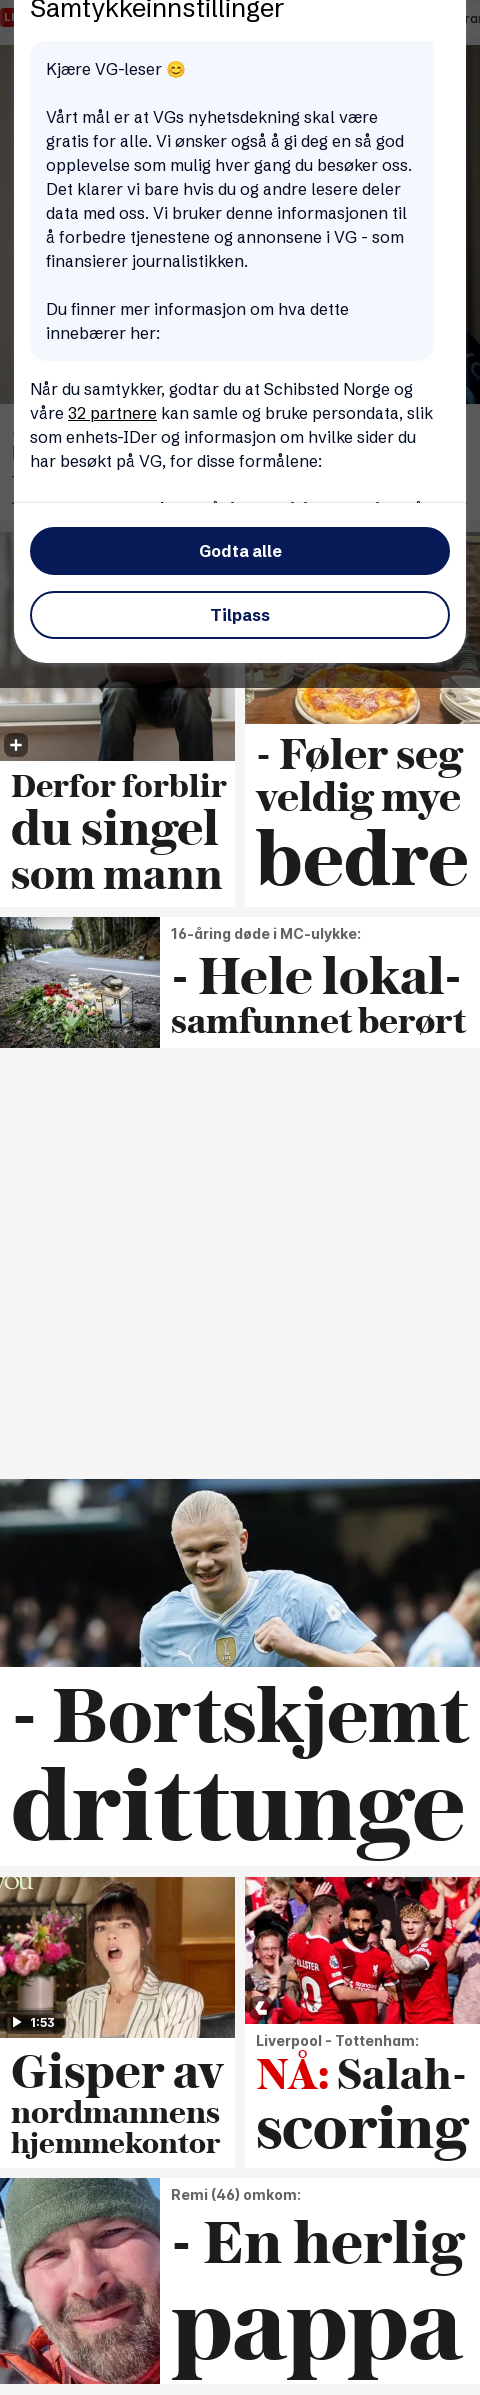 Samtykkeinnstillinger
Kjære VG-leser 😊
Vårt mål er at VGs nyhetsdekning skal være
gratis for alle. Vi ønsker også å gi deg en så god
opplevelse som mulig hver gang du besøker oss.
Det klarer vi bare hvis du og andre lesere deler
data med oss. Vi bruker denne informasjonen til
å forbedre tjenestene og annonsene i VG - som
finansierer journalistikken.
Du finner mer informasjon om hva dette
innebærer her:
Når du samtykker, godtar du at Schibsted Norge og
våre 32 partnere kan samle og bruke persondata, slik
som enhets-IDer og informasjon om hvilke sider du
har besøkt på VG, for disse formålene:
Godta alle
Tilpass
Derfor forblir
du singel
som mann
- Føler seg
veldig mye
bedre
16-åring døde i MC-ulykke:
- Hele lokal-
samfunnet berørt
- Bortskjemt
drittunge
you
1:53
Gisper av
nordmannens
hjemmekontor
Liverpool - Tottenham:
NÅ: Salah-
scoring
Remi (46) omkom:
- En herlig
pappa